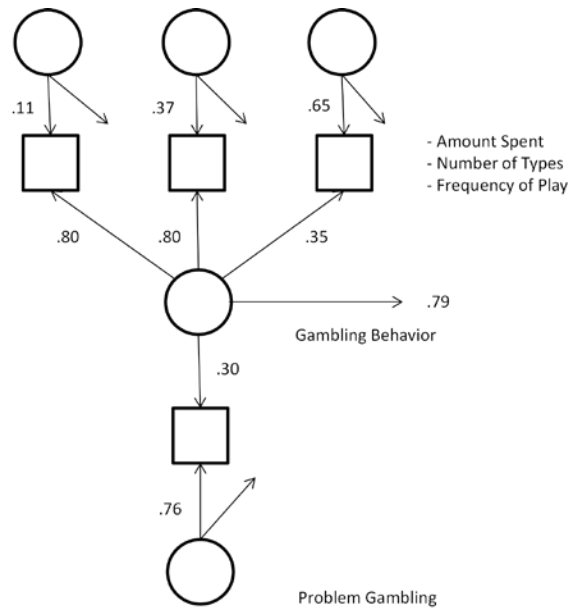 .11
.37
.65
- Amount Spent
- Number of Types
- Frequency of Play
.80
.80
.35
.79
Gambling Behavior
.30
.76
Problem Gambling